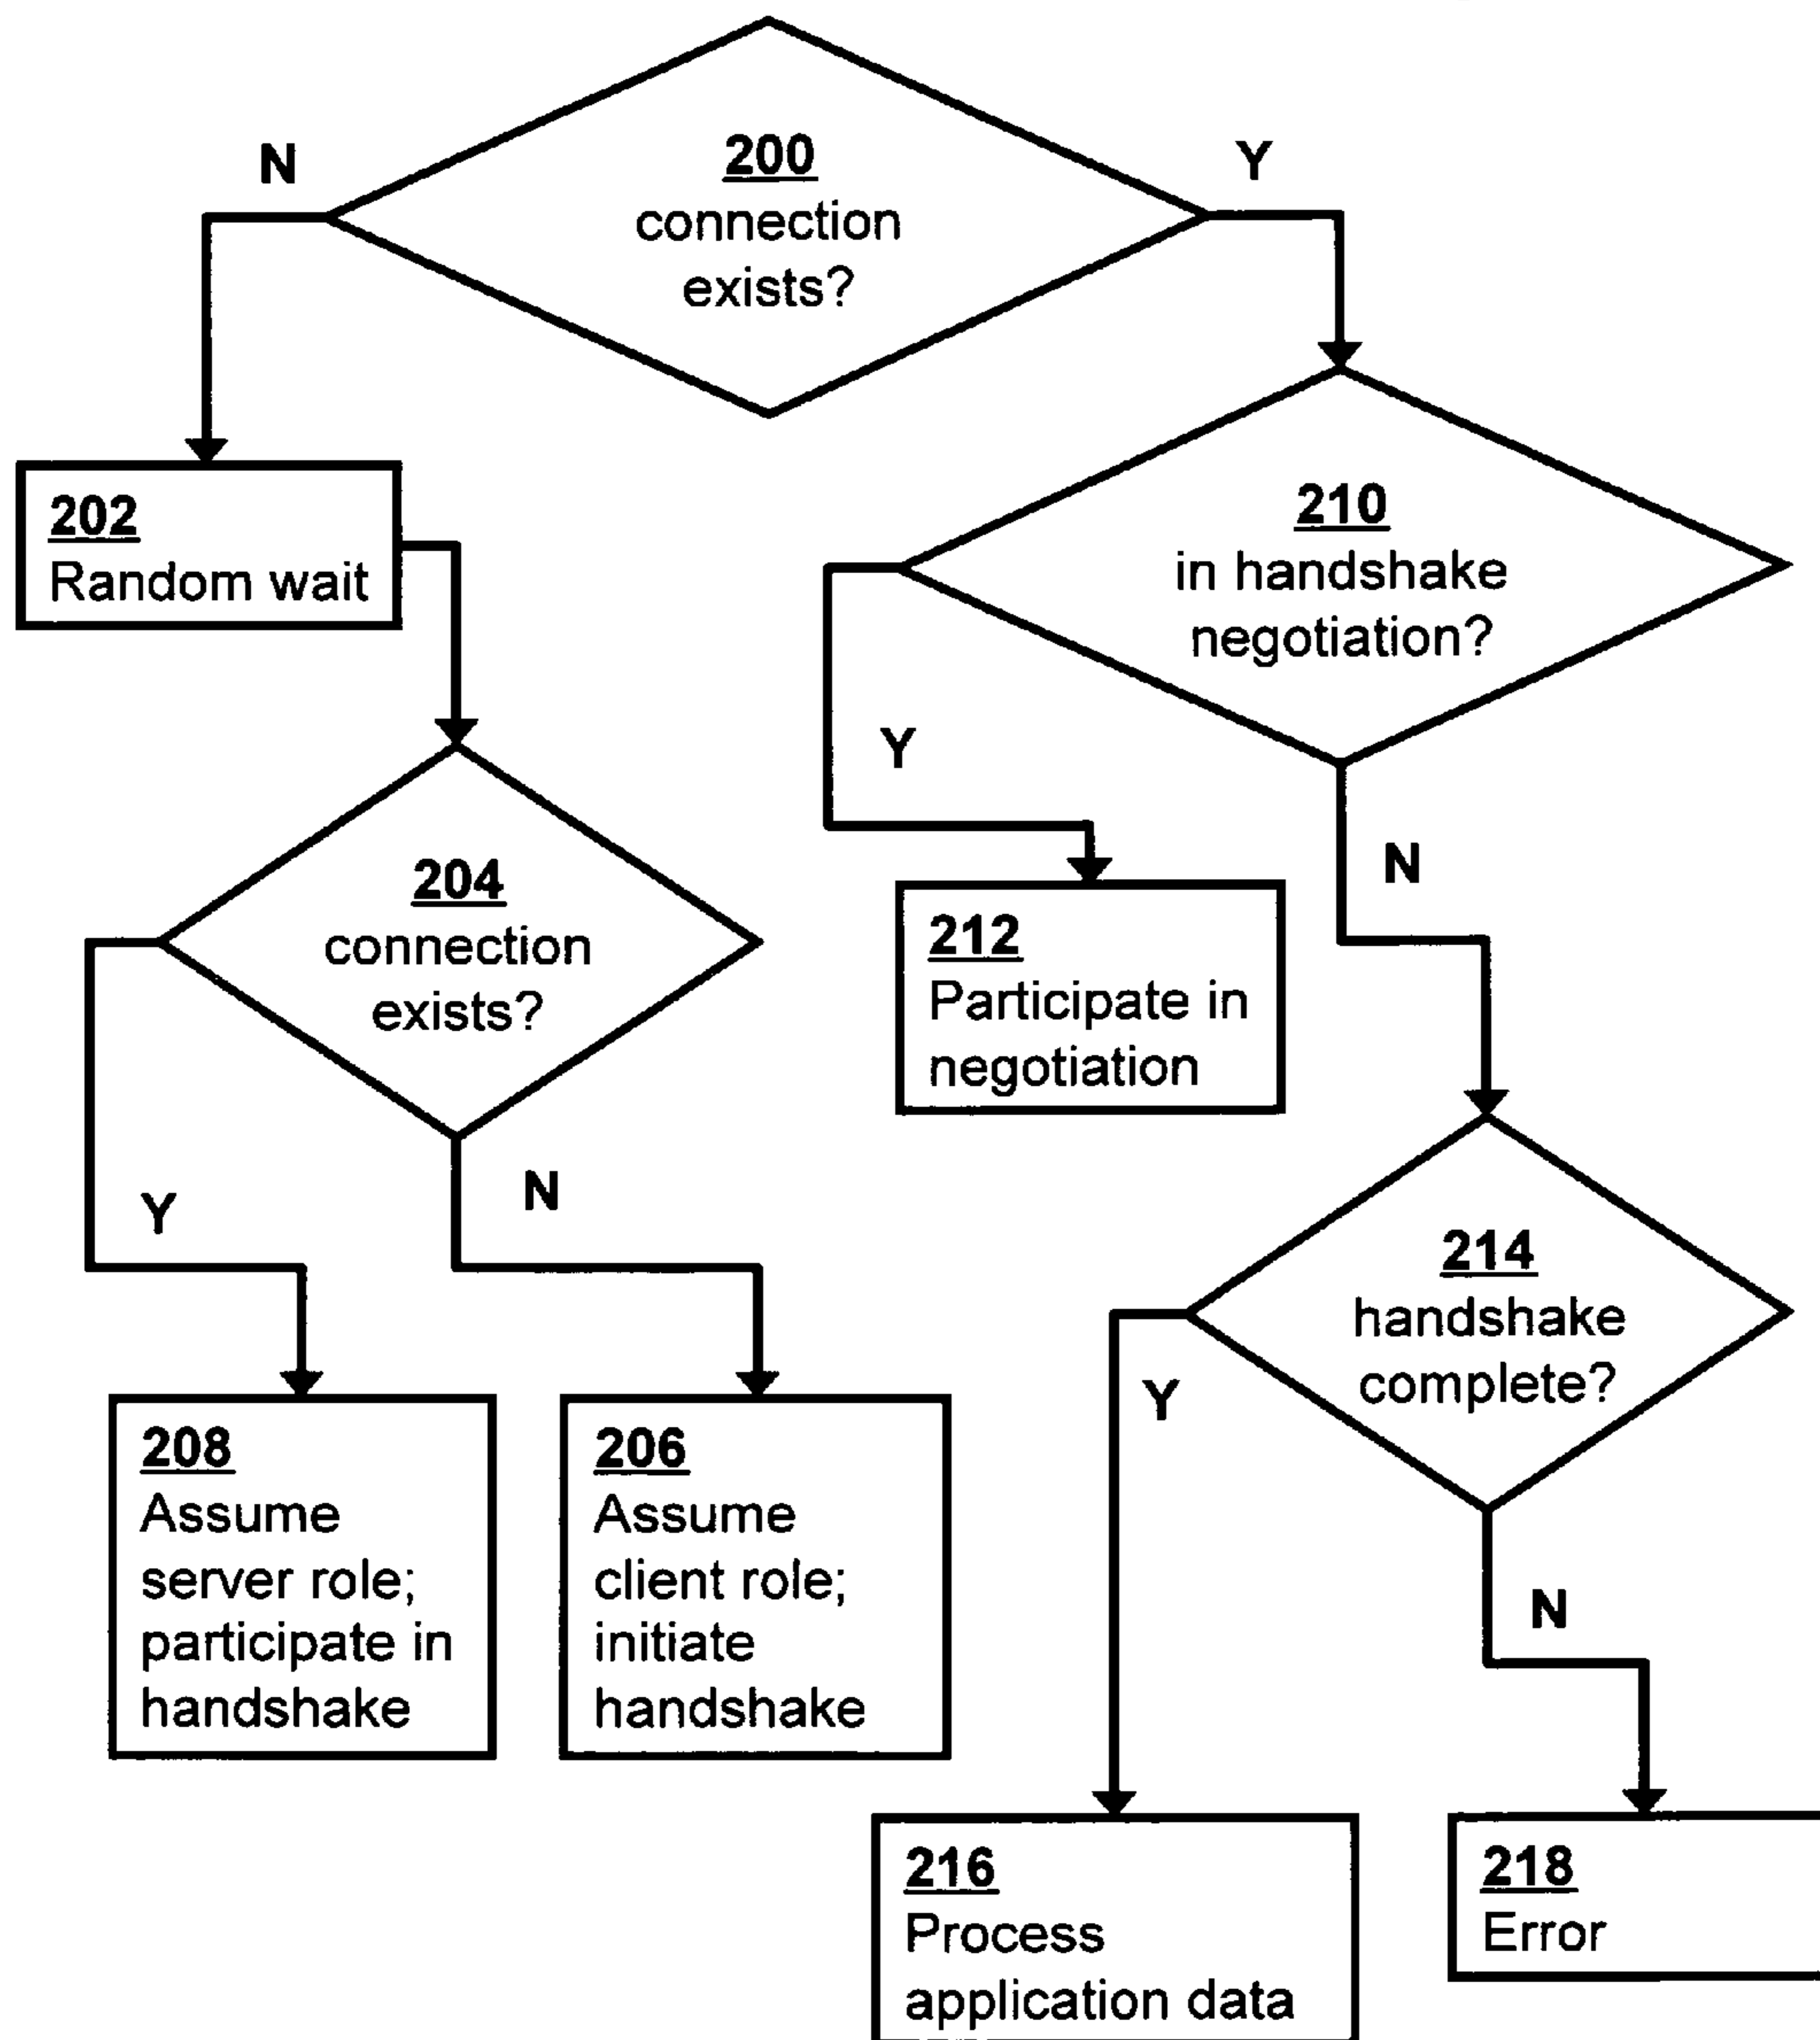 200
connection
exists?
N
Y
202
Random wait
210
in handshake
negotiation?
Y
N
204
connection
exists?
212
Participate in
negotiation
Y
N
214
handshake
complete?
Y
N
208
Assume
server role;
participate in
handshake
206
Assume
client role;
initiate
handshake
216
Process
application data
218
Error